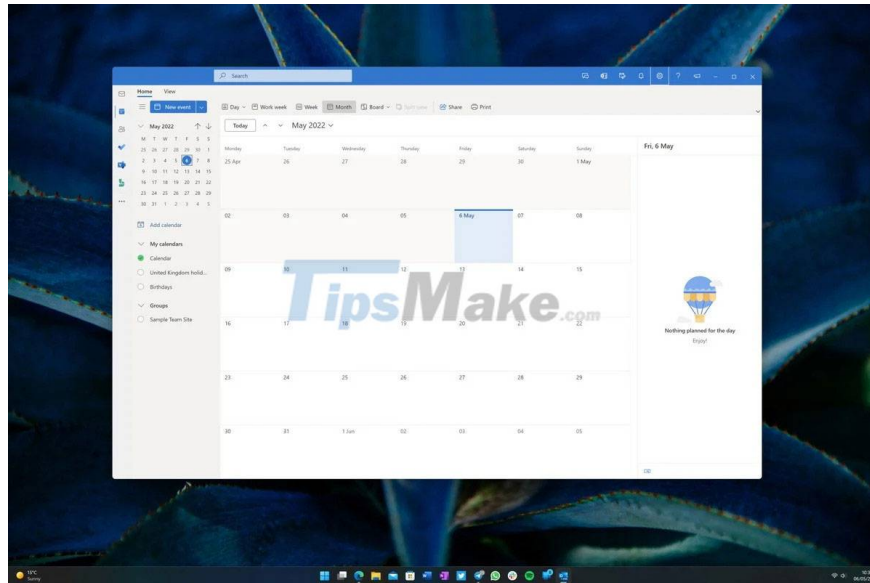 Search
Home View
New event Day Work week Week Month Board Share Print
May 2022
Today May 2022
M T W T F S S
25 26 27 28 29 30 1
2 3 4 5 6 7 8
9 10 11 12 13 14 15
16 17 18 19 20 21 22
23 24 25 26 27 28 29
30 31 1 2 3 4 5
Add calendar
My calendars
Calendar
United Kingdom holid...
Birthdays
Groups
Sample Team Site
Monday Tuesday Wednesday Thursday Friday Saturday Sunday
25 Apr 26 27 28 29 30 1 May
02 03 04 05 6 May 07 08
09 10 11 12 13 14 15
16 17 18 19 20 21 22
23 24 25 26 27 28 29
30 31 1 Jun 02 03 04 05
Fri, 6 May
Nothing planned for the day
Enjoy!
TipsMake.com
15°C
Sunny